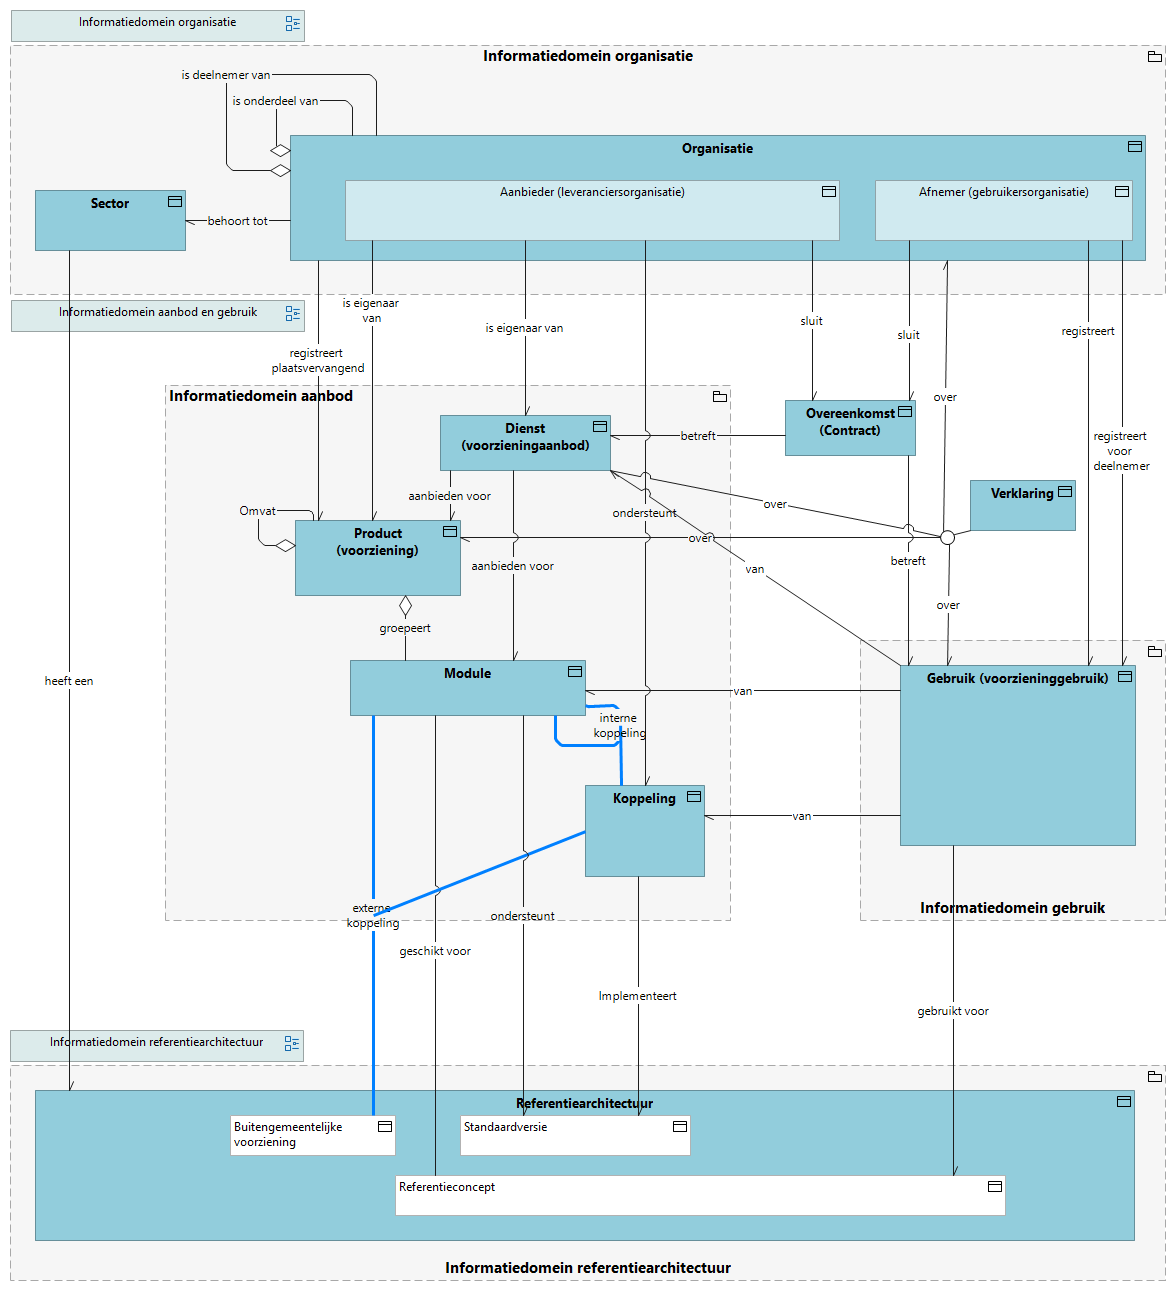 Informatiedomein organisatie
Informatiedomein organisatie
is deelnemer van
is onderdeel van
Organisatie
Aanbieder (leveranciersorganisatie)
Afnemer (gebruikersorganisatie)
Sector
behoort tot
Informatiedomein aanbod en gebruik
is eigenaar
van
is eigenaar van
sluit
sluit
registreert
registreert
plaatsvervangend
Informatiedomein aanbod
over
Dienst
(voorzieningaanbod)
betreft
Overeenkomst
(Contract)
registreert
voor
deelnemer
aanbieden voor
Verklaring
Omvat
ondersteunt
over
Product
(voorziening)
over
aanbieden voor
van
betreft
groepeert
over
heeft een
Module
Gebruik (voorzieninggebruik)
van
interne
koppeling
Koppeling
van
externe
koppeling
ondersteunt
Informatiedomein gebruik
geschikt voor
Implementeert
gebruikt voor
Informatiedomein referentiearchitectuur
Referentiearchitectuur
Buitengemeentelijke
voorziening
Standaardversie
Referentieconcept
Informatiedomein referentiearchitectuur